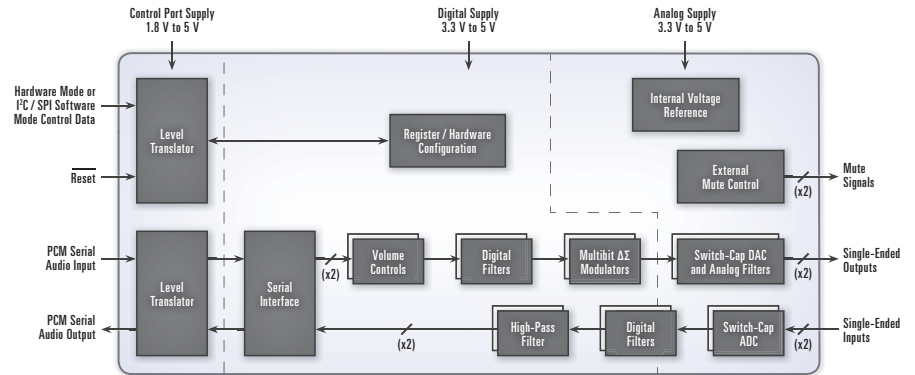 Control Port Supply
1.8 V to 5 V
Digital Supply
3.3 V to 5 V
Analog Supply
3.3 V to 5 V
Hardware Mode or
I²C / SPI Software
Mode Control Data
Reset
Level
Translator
Register / Hardware
Configuration
Internal Voltage
Reference
External
Mute Control
(x2)
Mute
Signals
PCM Serial
Audio Input
PCM Serial
Audio Output
Level
Translator
Serial
Interface
(x2)
Volume
Controls
Digital
Filters
Multibit ΔΣ
Modulators
Switch-Cap DAC
and Analog Filters
(x2)
Single-Ended
Outputs
(x2)
High-Pass
Filter
Digital
Filters
Switch-Cap
ADC
(x2)
Single-Ended
Inputs